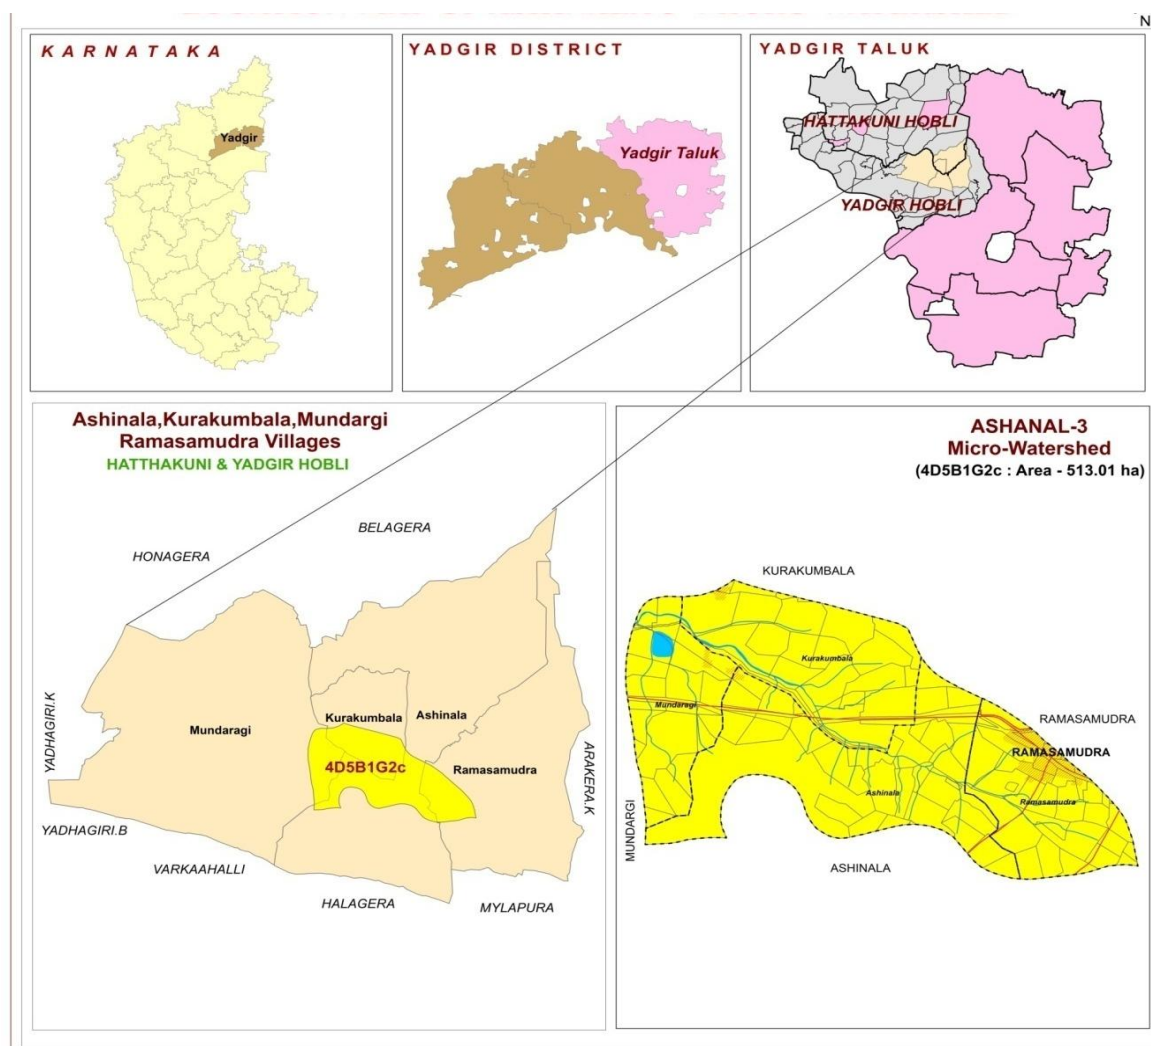 N
KARNATAKA
Yadgir
YADGIR DISTRICT
Yadgir Taluk
YADGIR TALUK
HATTAKUNI HOBLI
YADGIR HOBLI
Ashinala,Kurakumbala,Mundargi
Ramasamudra Villages
HATTHAKUNI & YADGIR HOBLI
BELAGERA
HONAGERA
YADHAGIRI.K
Mundaragi
Kurakumbala
Ashinala
4D5B1G2c
Ramasamudra
ARAKERA.K
YADHAGIRI.B
VARKAAHALLI
HALAGERA
MYLAPURA
ASHANAL-3
Micro-Watershed
(4D5B1G2c : Area - 513.01 ha)
KURAKUMBALA
Kurakumbala
Mundaragi
RAMASAMUDRA
RAMASAMUDRA
Ashinala
Ramasamudra
MUNDARGI
ASHINALA